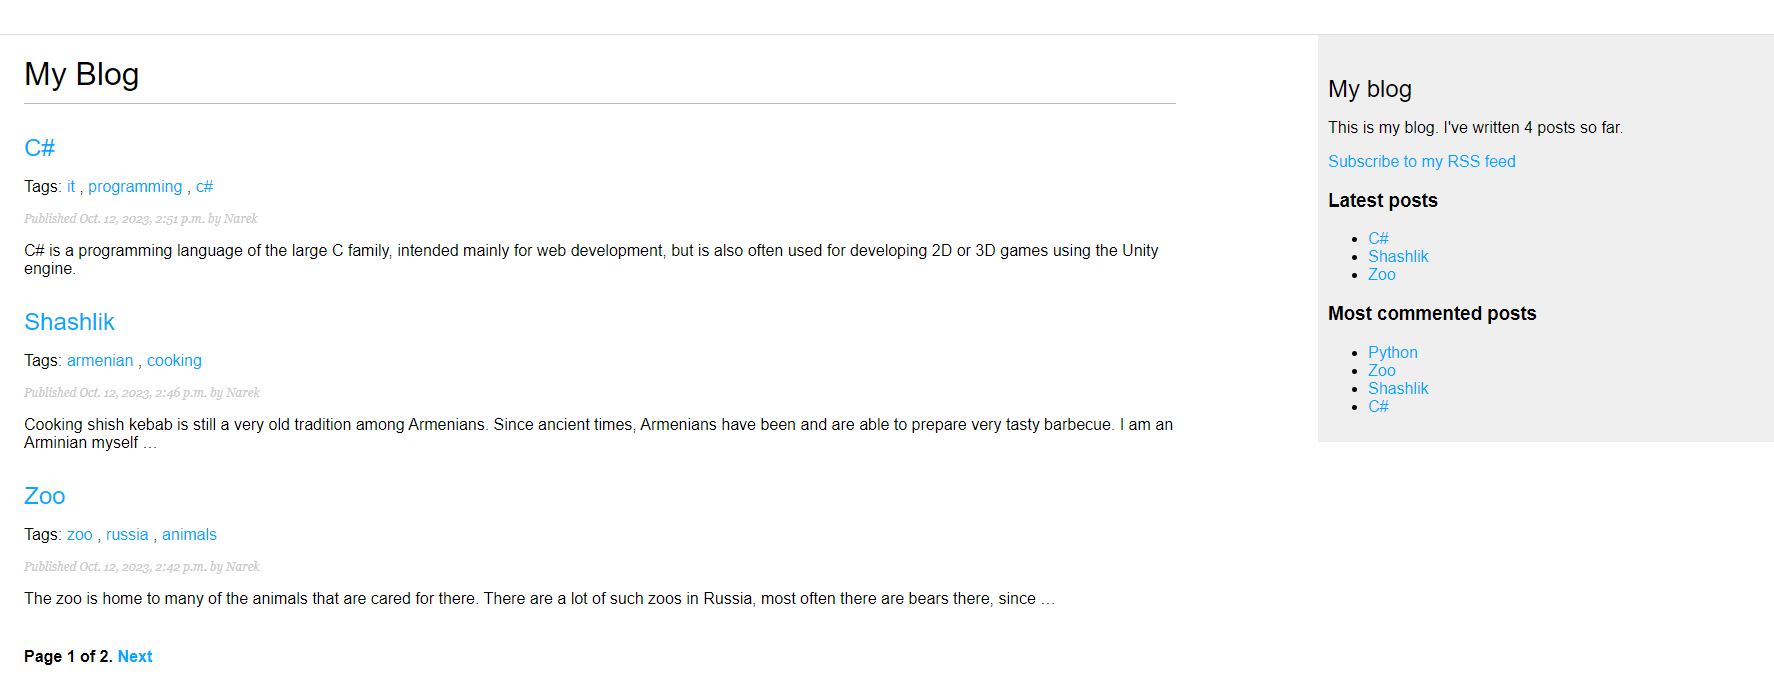 My Blog
C#
Tags: it , programming , c#
Published Oct. 12, 2023, 2:51 p.m. by Narek
C# is a programming language of the large C family, intended mainly for web development, but is also often used for developing 2D or 3D games using the Unity
engine.
Shashlik
Tags: armenian , cooking
Published Oct. 12, 2023, 2:46 p.m. by Narek
Cooking shish kebab is still a very old tradition among Armenians. Since ancient times, Armenians have been and are able to prepare very tasty barbecue. I am an
Arminian myself …
Zoo
Tags: zoo , russia , animals
Published Oct. 12, 2023, 2:42 p.m. by Narek
The zoo is home to many of the animals that are cared for there. There are a lot of such zoos in Russia, most often there are bears there, since …
Page 1 of 2. Next
My blog
This is my blog. I've written 4 posts so far.
Subscribe to my RSS feed
Latest posts
• C#
• Shashlik
• Zoo
Most commented posts
• Python
• Zoo
• Shashlik
• C#